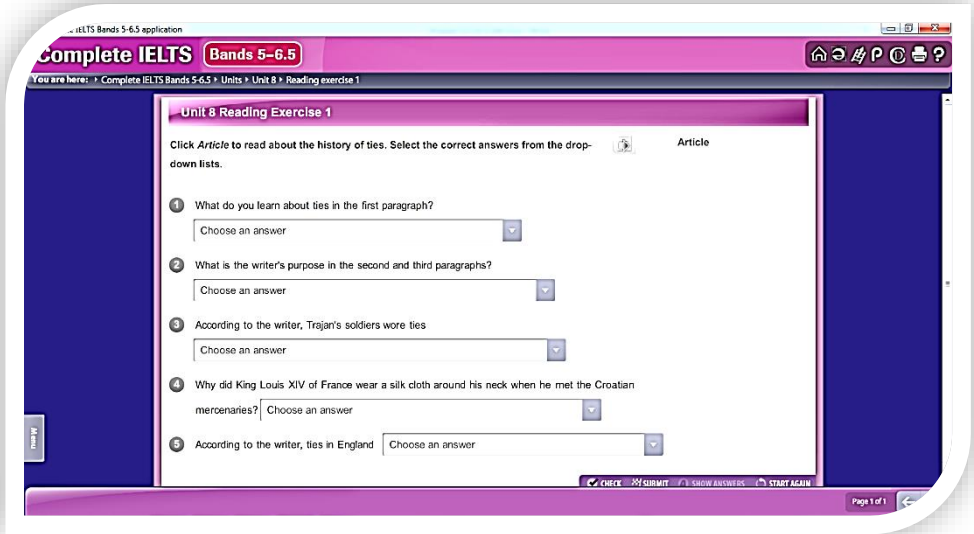 IELTS Bands 5-6.5 application
Complete IELTS Bands 5–6.5
P ?
You are here: Complete IELTS Bands 5-6.5 Units Unit 8 Reading exercise 1
Unit 8 Reading Exercise 1
Click Article to read about the history of ties. Select the correct answers from the drop-
down lists.
Article
1 What do you learn about ties in the first paragraph?
Choose an answer
2 What is the writer's purpose in the second and third paragraphs?
Choose an answer
3 According to the writer, Trajan's soldiers wore ties
Choose an answer
4 Why did King Louis XIV of France wear a silk cloth around his neck when he met the Croatian
mercenaries? Choose an answer
5 According to the writer, ties in England Choose an answer
Menu
CHECK SUBMIT SHOW ANSWERS START AGAIN
Page 1 of 1